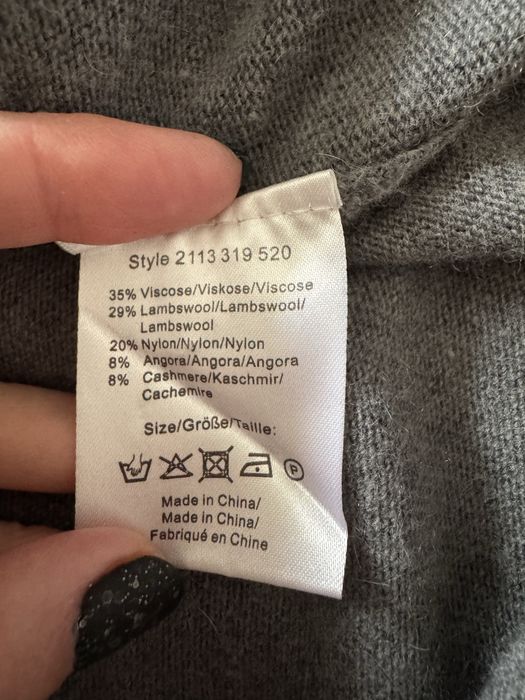 Style 2113 319 520
35% Viscose/Viskose/Viscose
29% Lambswool/Lambswool/
Lambswool
20% Nylon/Nylon/Nylon
8% Angora/Angora/Angora
8% Cashmere/Kaschmir/
Cachemire
Size/Größe/Taille:
P
Made in China/
Made in China/
Fabriqué en Chine